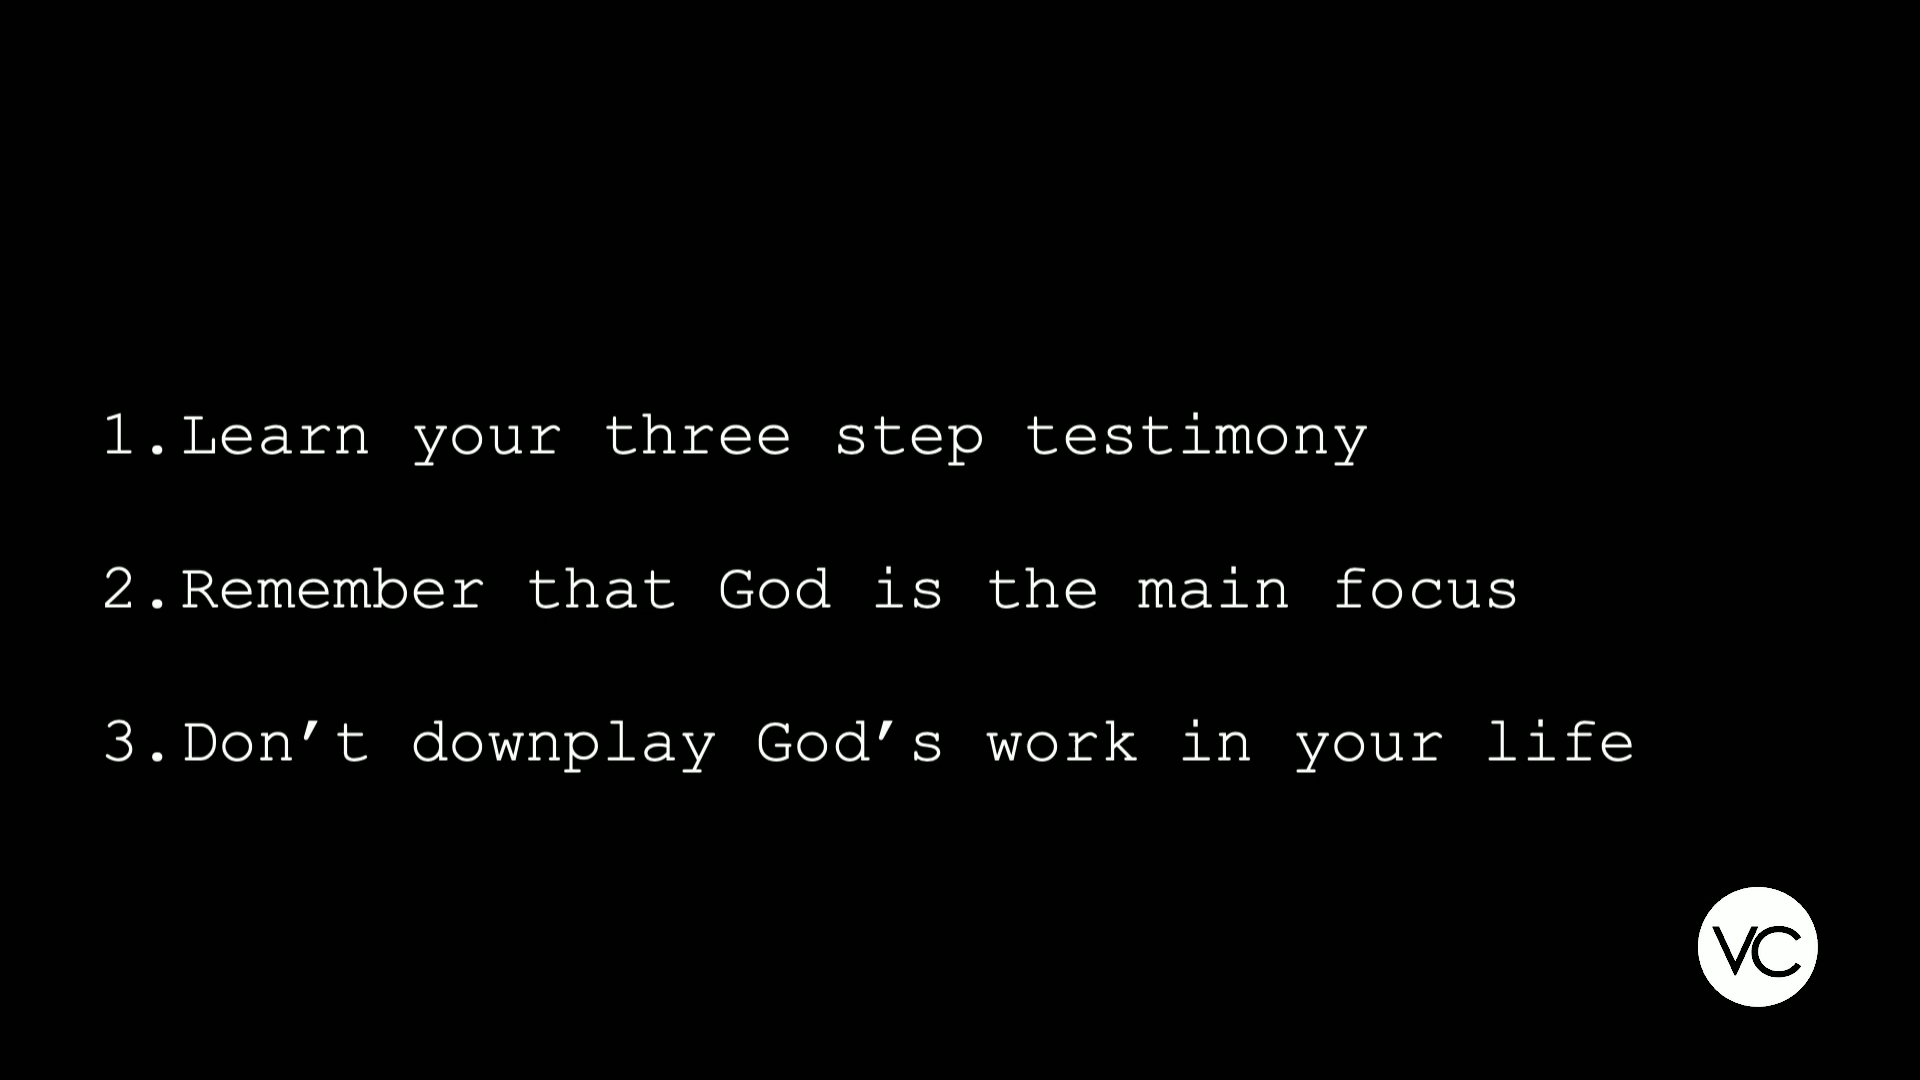 1.Learn your three step testimony
2.Remember that God is the main focus
3.Don’t downplay God’s work in your life
VC